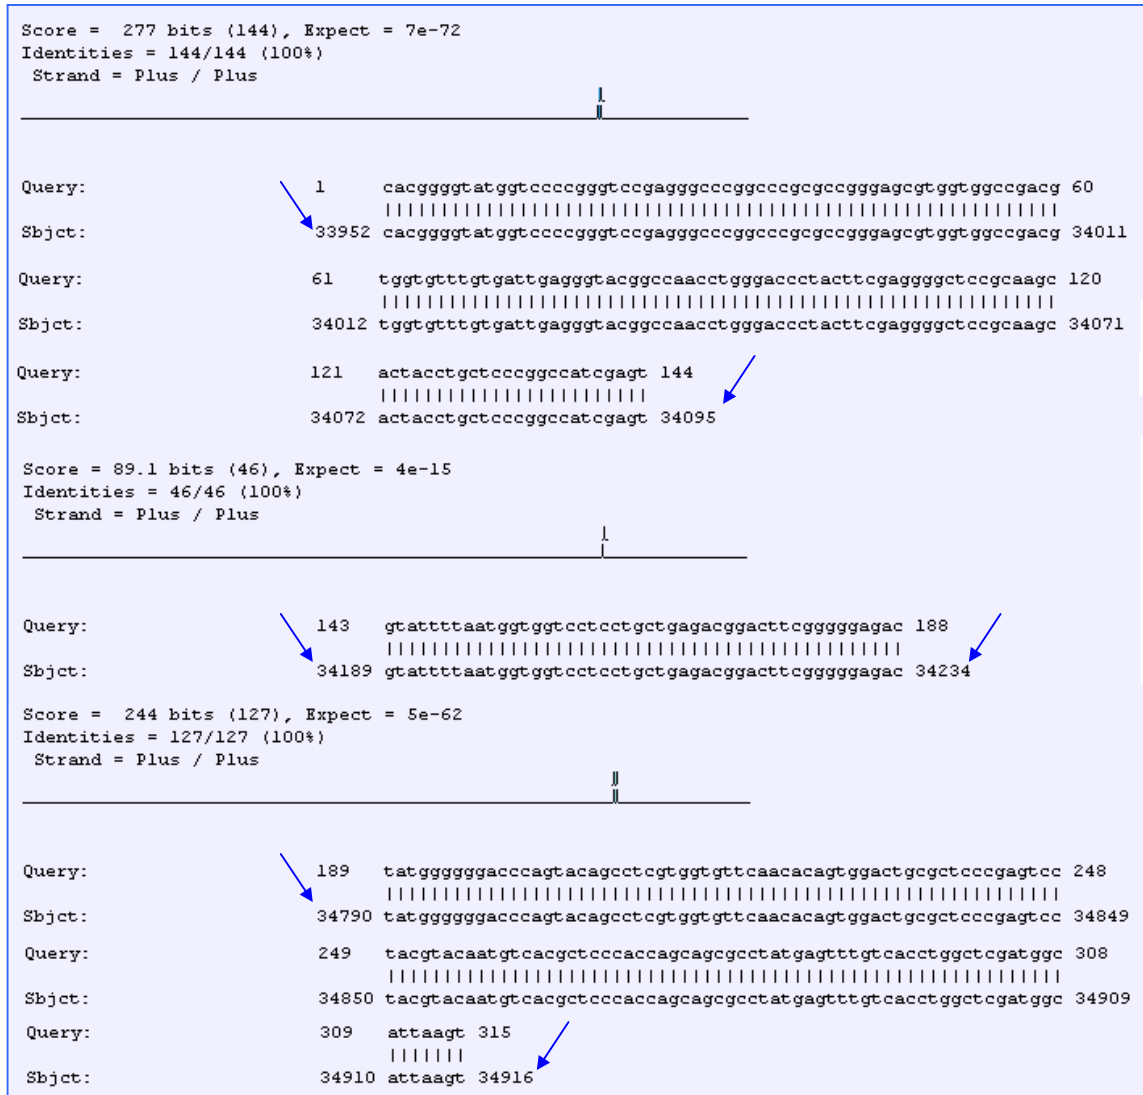 Score =  277 bits (144), Expect = 7e-72
Identities = 144/144 (100%)
Strand = Plus / Plus
Query: 1 cacggggtatggtccccgggtccgagggcccggcccgcgccgggagcgtggtggccgacg 60
Sbjct: 33952 cacggggtatggtccccgggtccgagggcccggcccgcgccgggagcgtggtggccgacg 34011
Query: 61 tggtgtttgtgattgagggtacggccaacctgggaccctacttcgaggggctccgcaagc 120
Sbjct: 34012 tggtgtttgtgattgagggtacggccaacctgggaccctacttcgaggggctccgcaagc 34071
Query: 121 actacctgctcccggccatcgagt 144
Sbjct: 34072 actacctgctcccggccatcgagt 34095
Score = 89.1 bits (46), Expect = 4e-15
Identities = 46/46 (100%)
Strand = Plus / Plus
Query: 143 gtattttaatggtggtcctcctgctgagacggacttcgggggagac 188
Sbjct: 34189 gtattttaatggtggtcctcctgctgagacggacttcgggggagac 34234
Score =  244 bits (127), Expect = 5e-62
Identities = 127/127 (100%)
Strand = Plus / Plus
Query: 189 tatggggggacccagtacagcctcgtggtgttcaacacagtggactgcgctcccgagtcc 248
Sbjct: 34790 tatggggggacccagtacagcctcgtggtgttcaacacagtggactgcgctcccgagtcc 34849
Query: 249 tacgtacaatgtcacgctcccaccagcagcgcctatgagtttgtcacctggctcgatggc 308
Sbjct: 34850 tacgtacaatgtcacgctcccaccagcagcgcctatgagtttgtcacctggctcgatggc 34909
Query: 309 attaagt 315
Sbjct: 34910 attaagt 34916